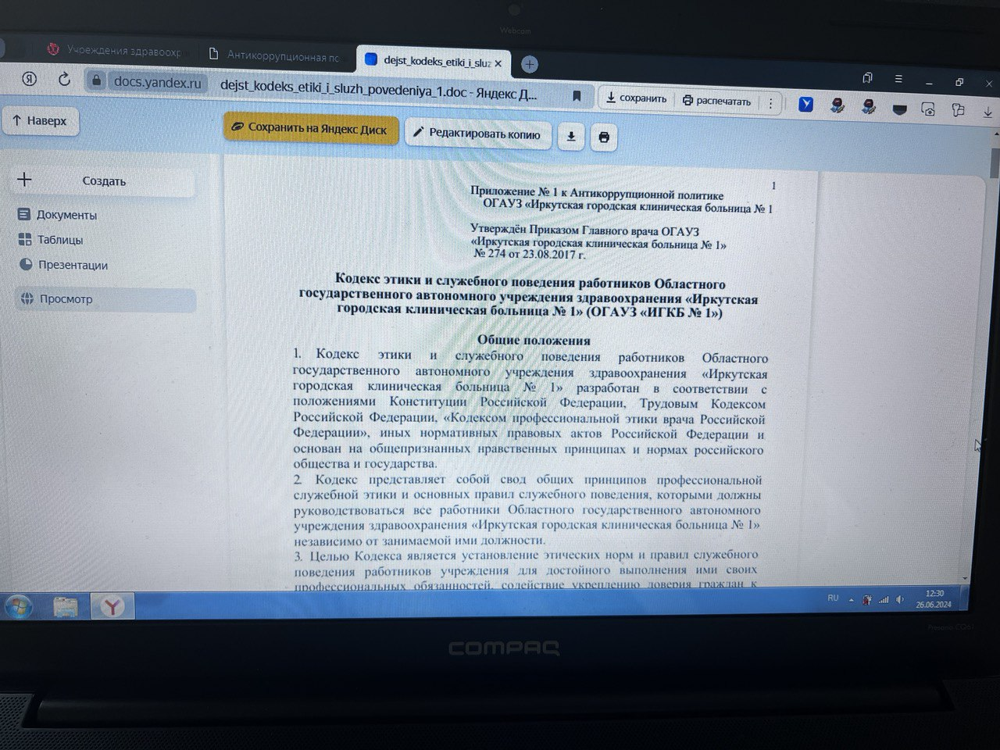 Webcam
Учреждения здравоохр
Антикоррупционная по
dejst_kodeks_etiki_i_sluz
docs.yandex.ru
dejst_kodeks_etiki_i_sluzh_povedeniya_1.doc - Яндекс Д...
сохранить
распечатать
Наверх
Сохранить на Яндекс Диск
Редактировать копию
Создать
Документы
Таблицы
Презентации
Просмотр
1
Приложение № 1 к Антикоррупционной политике
ОГАУЗ «Иркутская городская клиническая больница № 1
Утверждён Приказом Главного врача ОГАУЗ
«Иркутская городская клиническая больница № 1»
№ 274 от 23.08.2017 г.
Кодекс этики и служебного поведения работников Областного
государственного автономного учреждения здравоохранения «Иркутская
городская клиническая больница № 1» (ОГАУЗ «ИГКБ № 1»)
Общие положения
1. Кодекс этики и служебного поведения работников Областного
государственного автономного учреждения здравоохранения «Иркутская
городская клиническая больница № 1» разработан в соответствии с
положениями Конституции Российской Федерации, Трудовым Кодексом
Российской Федерации, «Кодексом профессиональной этики врача Российской
Федерации», иных нормативных правовых актов Российской Федерации и
основан на общепризнанных нравственных принципах и нормах российского
общества и государства.
2. Кодекс представляет собой свод общих принципов профессиональной
служебной этики и основных правил служебного поведения, которыми должны
руководствоваться все работники Областного государственного автономного
учреждения здравоохранения «Иркутская городская клиническая больница № 1»
независимо от занимаемой ими должности.
3. Целью Кодекса является установление этических норм и правил служебного
поведения работников учреждения для достойного выполнения ими своих
профессиональных обязанностей, содействие укреплению доверия граждан к
RU
12:30
26.06.2024
Presario CQ61
COMPAQ